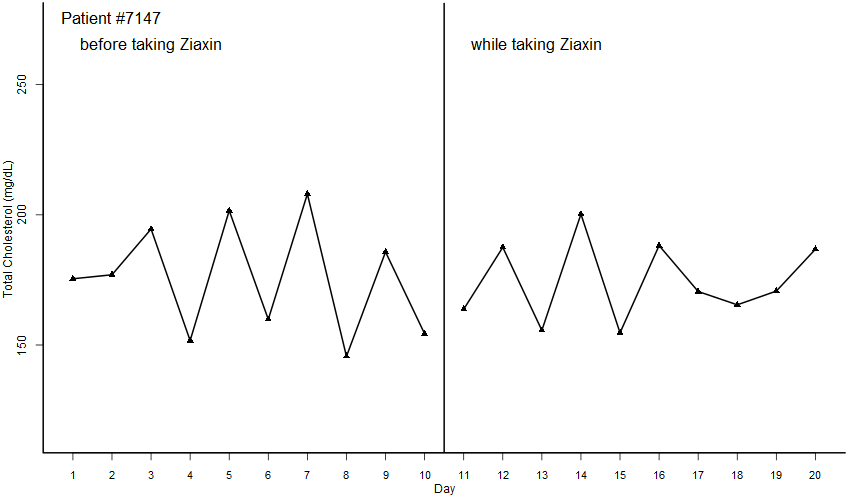 Patient #7147
before taking Ziaxin
while taking Ziaxin
Total Cholesterol (mg/dL)
250
200
150
1 2 3 4 5 6 7 8 9 10 11 12 13 14 15 16 17 18 19 20
Day